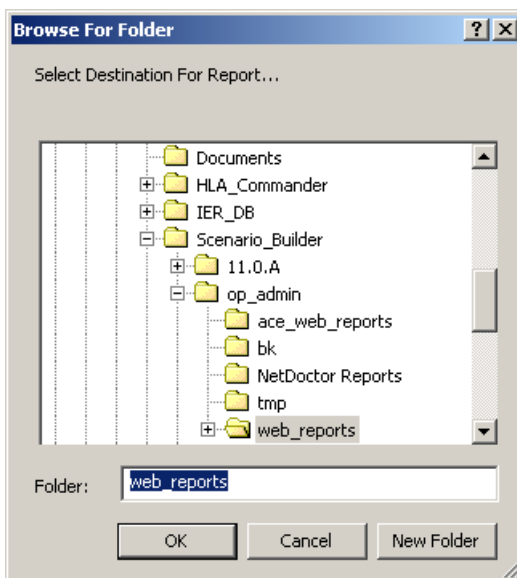 Browse For Folder
Select Destination For Report...
Documents
HLA_Commander
IER_DB
Scenario_Builder
11.0.A
op_admin
ace_web_reports
bk
NetDoctor Reports
tmp
web_reports
Folder: web_reports
OK Cancel New Folder